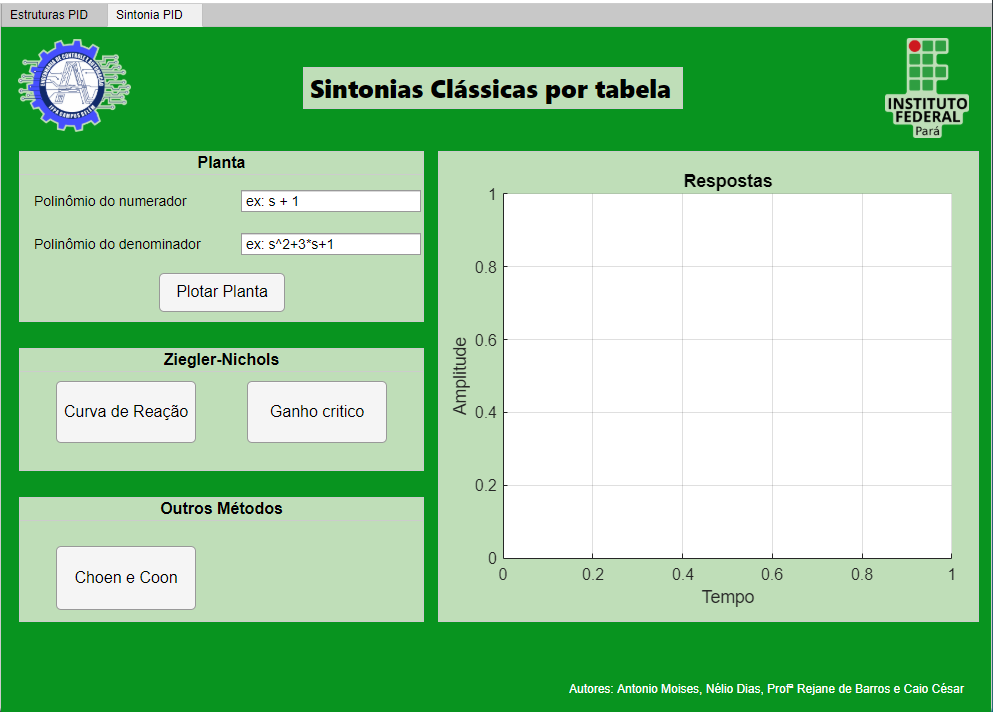 Estruturas PID
Sintonia PID
Sintonias Clássicas por tabela
INSTITUTO
FEDERAL
Pará
Planta
Polinômio do numerador
ex: s + 1
Polinômio do denominador
ex: s^2+3*s+1
Plotar Planta
Ziegler-Nichols
Curva de Reação
Ganho critico
Outros Métodos
Choen e Coon
Respostas
1
0.8
0.6
0.4
0.2
0
Amplitude
0 0.2 0.4 0.6 0.8 1
Tempo
Autores: Antonio Moises, Nélio Dias, Profª Rejane de Barros e Caio César